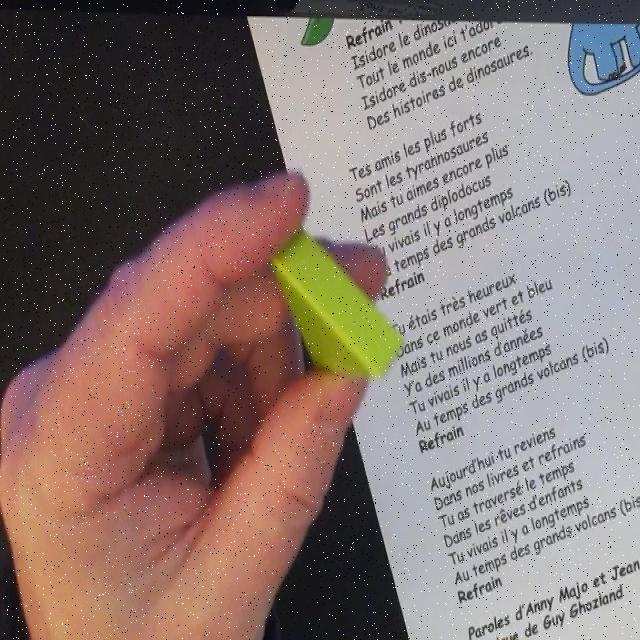 Refrain
Isidore le dinosaure
Tout le monde ici t'adore
Isidore dis-nous encore
Des histoires de dinosaures.
Tes amis les plus forts
Sont les tyrannosaures
Mais tu aimes encore plus
Les grands diplodocus
vivais il y a longtemps
temps des grands volcans (bis)
Refrain
Tu étais très heureux
Dans ce monde vert et bleu
Mais tu nous as quittés
Y'a des millions d'années
Tu vivais il y a longtemps
Au temps des grands volcans (bis)
Refrain
Aujourd'hui tu reviens
Dans nos livres et refrains
Tu as traversé le temps
Dans les rêves d'enfants
Tu vivais il y a longtemps
Au temps des grands volcans (bis
Refrain
Paroles d'Anny Majo et Jean
de Guy Ghozland